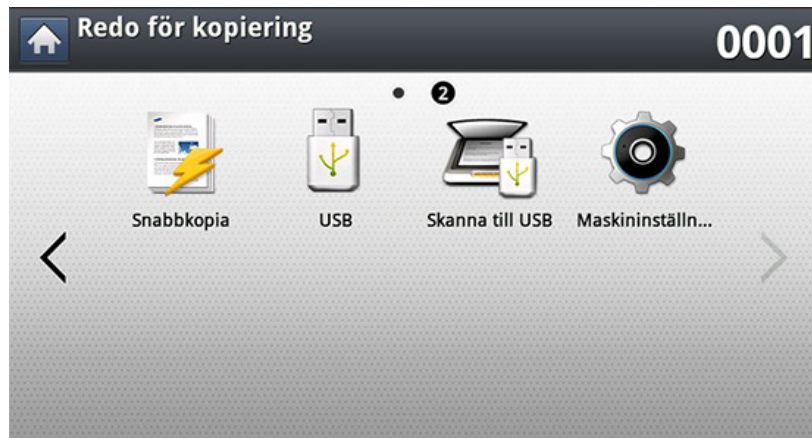 Redo för kopiering
0001
2
Snabbkopia
USB
Skanna till USB
Maskininställn...